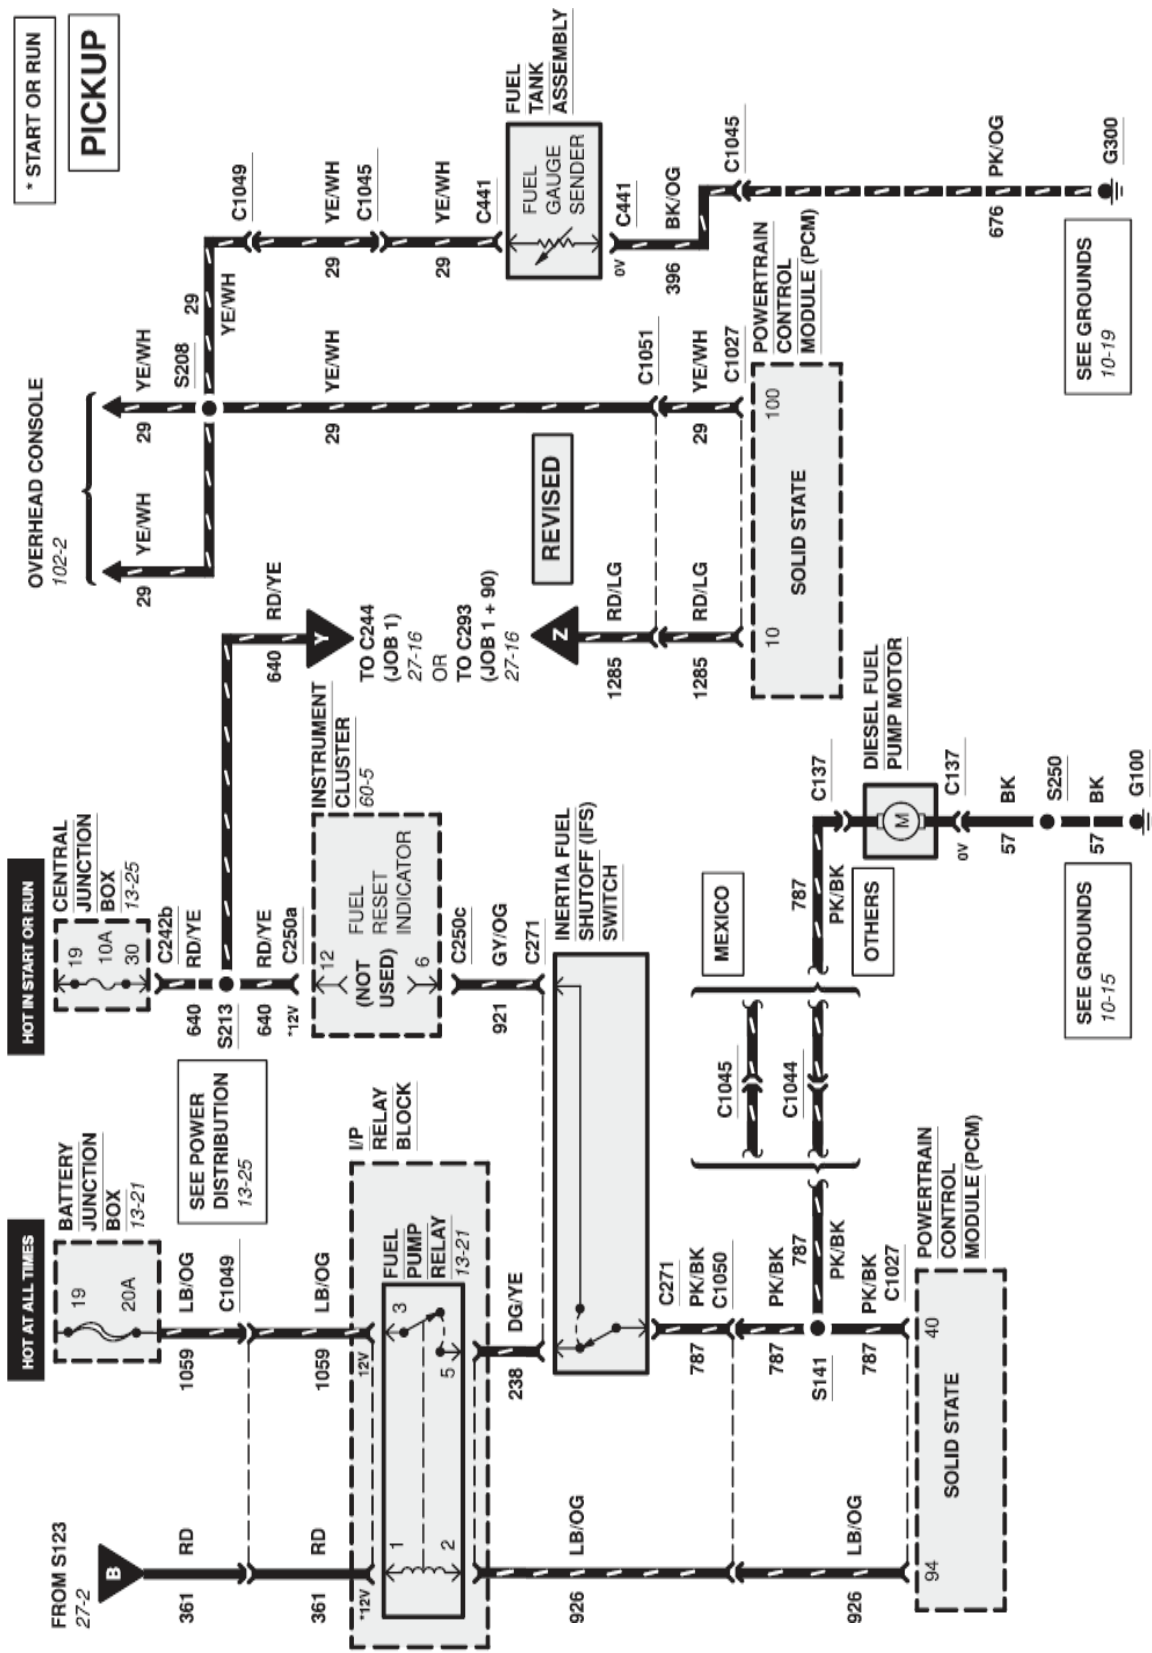 * START OR RUN
PICKUP
HOT AT ALL TIMES
HOT IN START OR RUN
FROM S123
27-2
B
361
RD
361
RD
*12V
BATTERY
JUNCTION
BOX
13-21
19
20A
1059
LB/OG
C1049
1059
LB/OG
12V
SEE POWER
DISTRIBUTION
13-25
I/P
RELAY
BLOCK
FUEL
PUMP
RELAY
13-21
1
2
3
5
238
DG/YE
CENTRAL
JUNCTION
BOX
13-25
19
10A
30
C242b
640
RD/YE
S213
640
RD/YE
C250a
*12V
INSTRUMENT
CLUSTER
60-5
12
FUEL
RESET
INDICATOR
(NOT
USED)
6
C250c
921
GY/OG
C271
INERTIA FUEL
SHUTOFF (IFS)
SWITCH
640
RD/YE
Y
TO C244
(JOB 1)
27-16
OR
TO C293
(JOB 1 + 90)
27-16
OVERHEAD CONSOLE
102-2
29
YE/WH
29
YE/WH
S208
29
YE/WH
C1049
29
YE/WH
C1045
29
YE/WH
C441
FUEL
TANK
ASSEMBLY
FUEL
GAUGE
SENDER
C441
0V
396
BK/OG
C1045
676
PK/OG
G300
SEE GROUNDS
10-19
29
YE/WH
C1051
29
YE/WH
C1027
REVISED
Z
1285
RD/LG
1285
RD/LG
POWERTRAIN
CONTROL
MODULE (PCM)
10
100
SOLID STATE
C271
787
PK/BK
C1050
787
PK/BK
S141
787
PK/BK
787
PK/BK
C1027
926
LB/OG
926
LB/OG
POWERTRAIN
CONTROL
MODULE (PCM)
94
40
SOLID STATE
C1045
C1044
MEXICO
OTHERS
787
PK/BK
C137
DIESEL FUEL
PUMP MOTOR
M
C137
0V
57
BK
S250
57
BK
G100
SEE GROUNDS
10-15